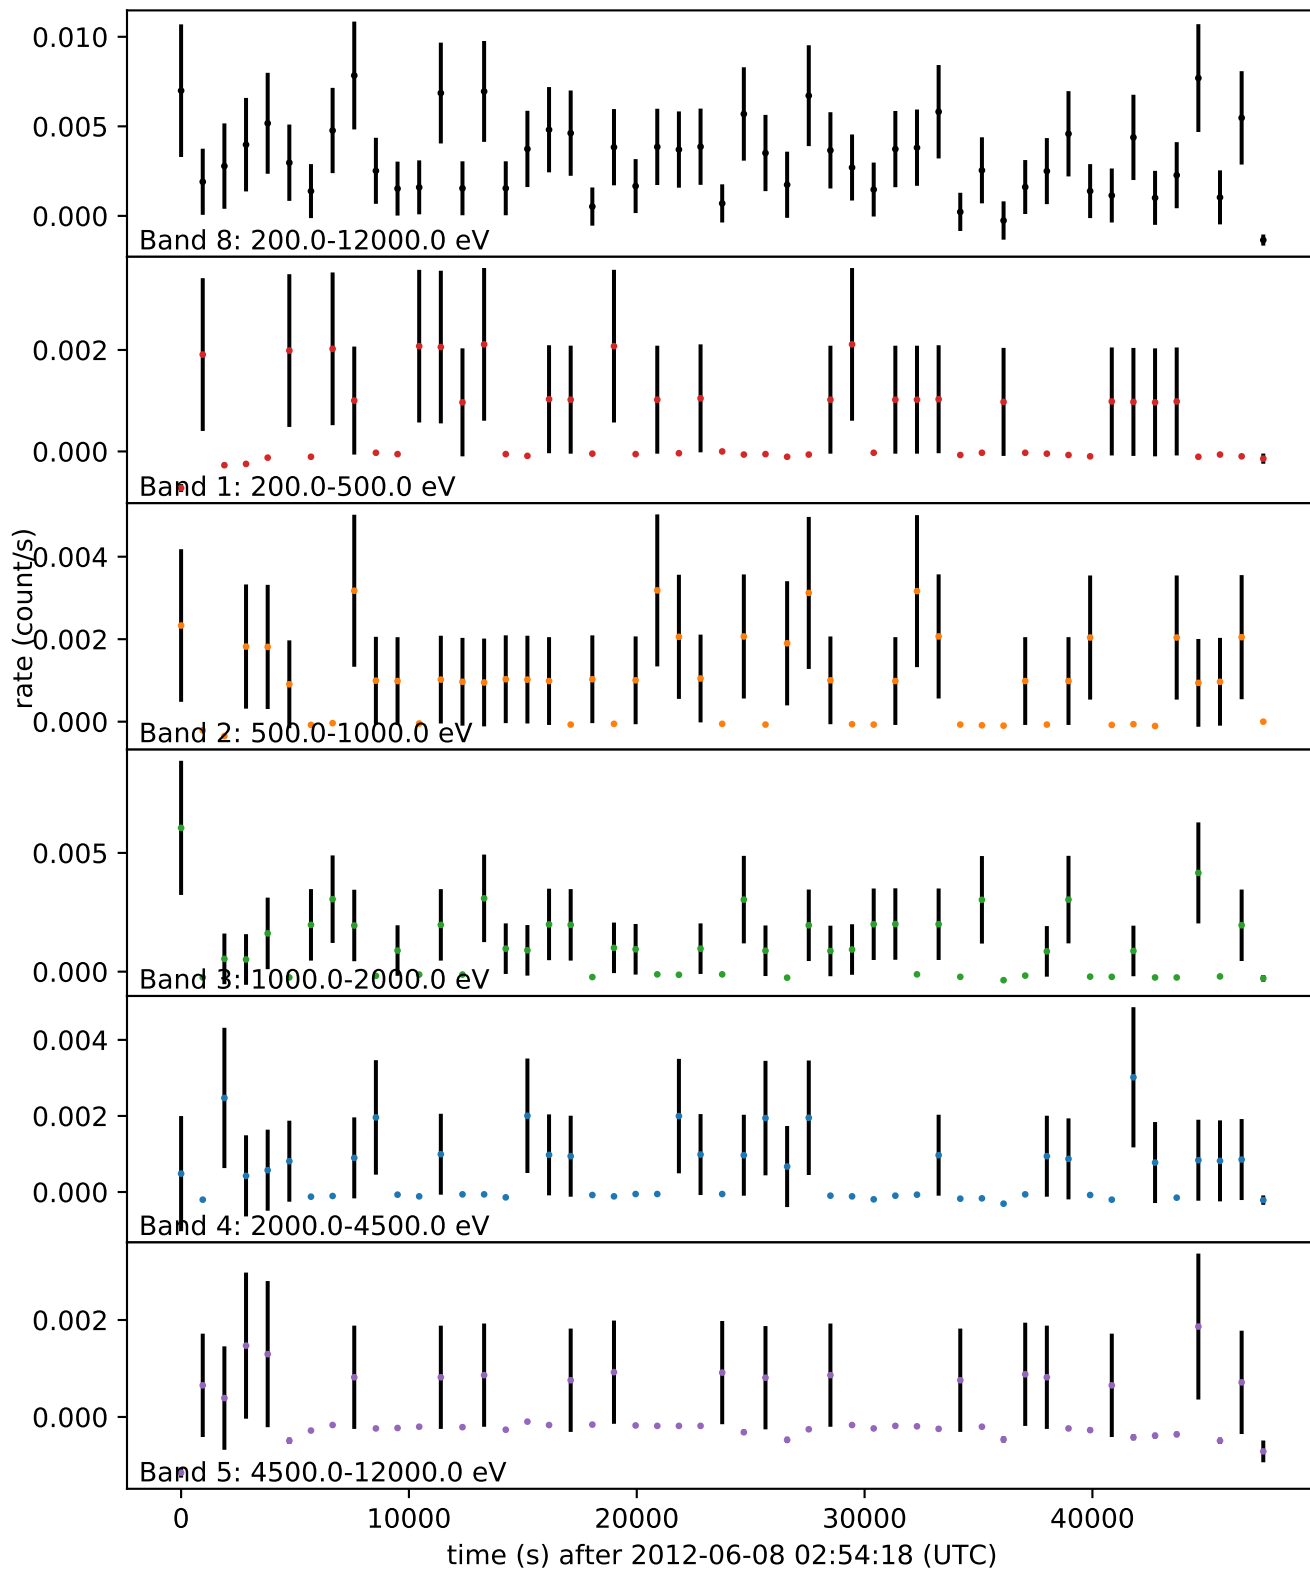 0.010
0.005
0.000
Band 8: 200.0-12000.0 eV
0.002
0.000
Band 1: 200.0-500.0 eV
rate (count/s)
0.004
0.002
0.000
Band 2: 500.0-1000.0 eV
0.005
0.000
Band 3: 1000.0-2000.0 eV
0.004
0.002
0.000
Band 4: 2000.0-4500.0 eV
0.002
0.000
Band 5: 4500.0-12000.0 eV
0 10000 20000 30000 40000
time (s) after 2012-06-08 02:54:18 (UTC)